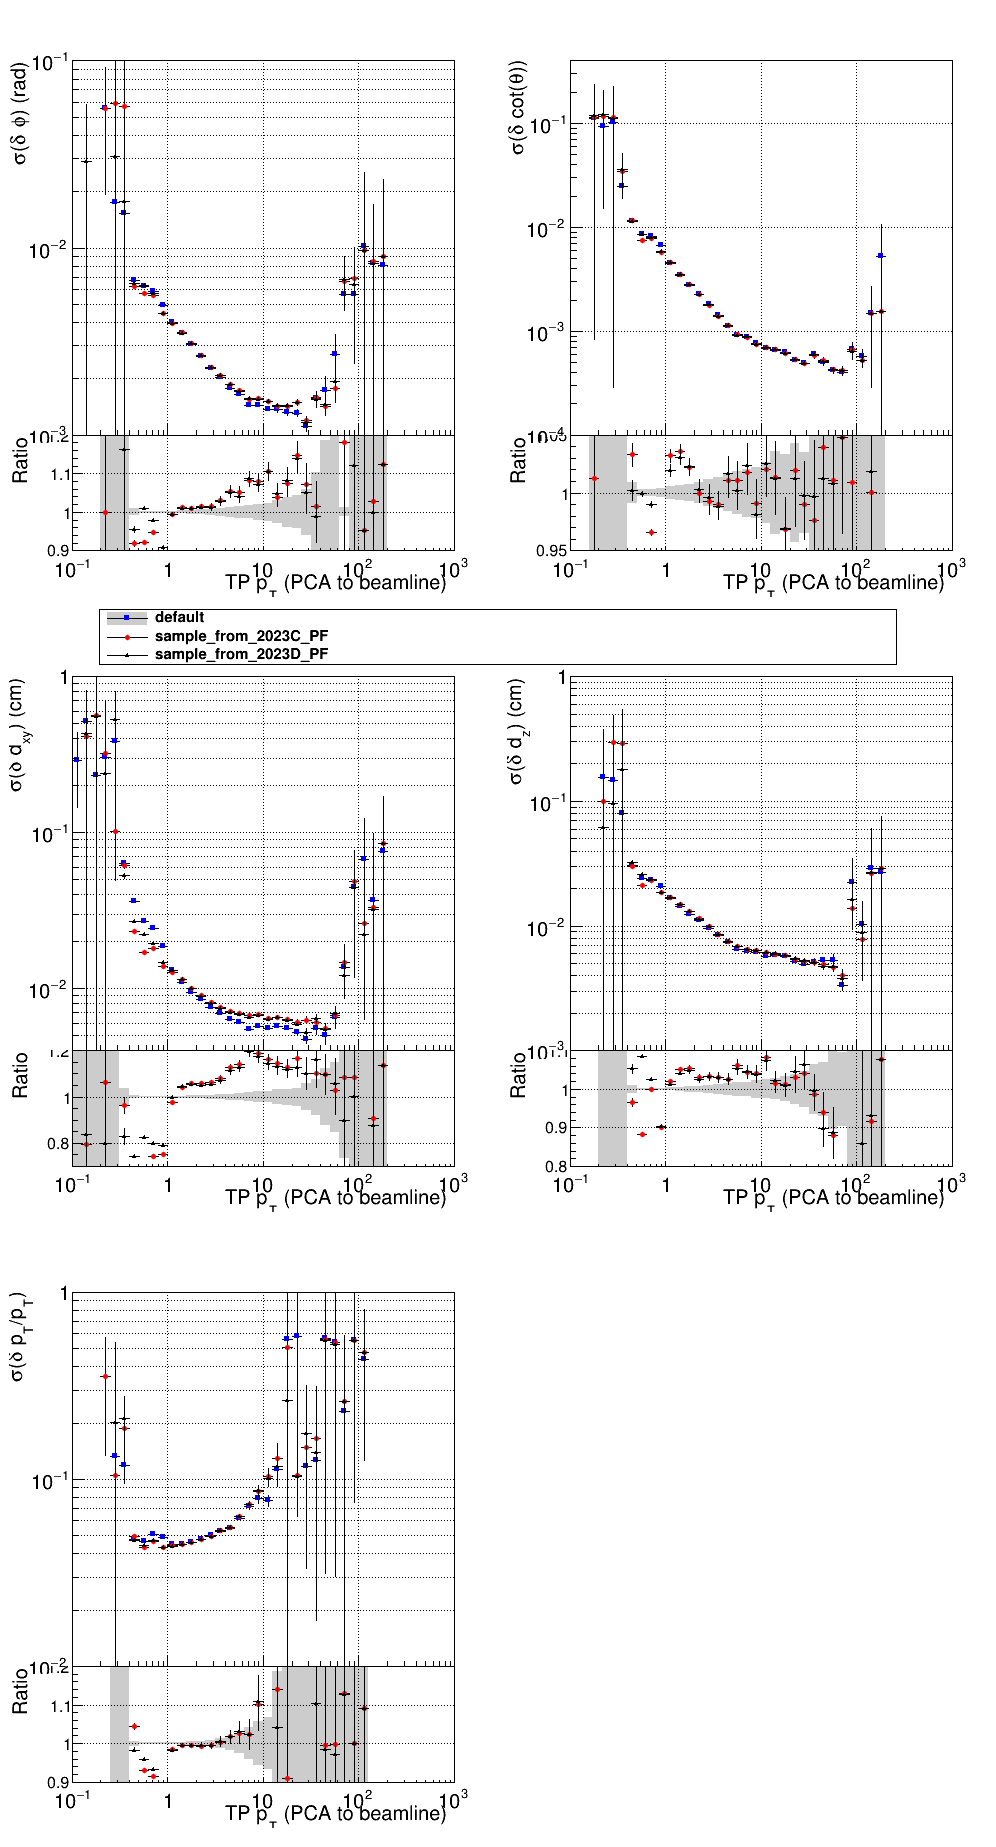 σ(δ φ) (rad)
10⁻¹
10⁻²
10⁻³
Ratio
1.2
1.1
1
0.9
10⁻¹ 1 10 10² 10³
TP p_T (PCA to beamline)
σ(δ cot(θ))
10⁻¹
10⁻²
10⁻³
10⁻⁴
Ratio
1
0.95
10⁻¹ 1 10 10² 10³
TP p_T (PCA to beamline)
default
sample_from_2023C_PF
sample_from_2023D_PF
σ(δ d_xy) (cm)
1
10⁻¹
10⁻²
Ratio
1.2
1
0.8
10⁻¹ 1 10 10² 10³
TP p_T (PCA to beamline)
σ(δ d_z) (cm)
1
10⁻¹
10⁻²
10⁻³
Ratio
1
0.9
0.8
10⁻¹ 1 10 10² 10³
TP p_T (PCA to beamline)
σ(δ p_T/p_T)
1
10⁻¹
10⁻²
Ratio
1.1
1
0.9
10⁻¹ 1 10 10² 10³
TP p_T (PCA to beamline)